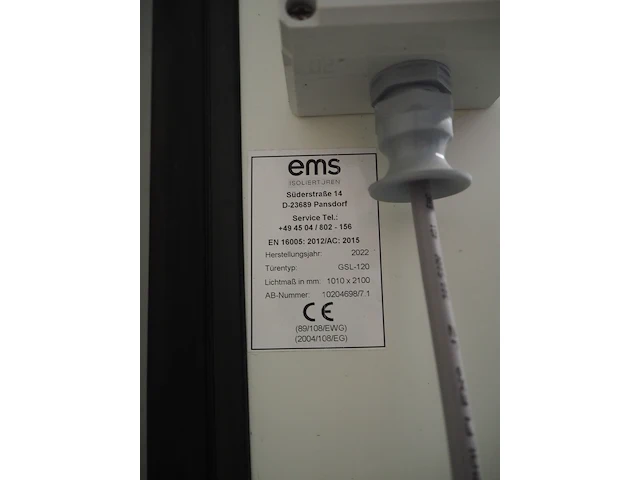 ems
ISOLIERTÜREN
Süderstraße 14
D-23689 Pansdorf
Service Tel.:
+49 45 04 / 802 - 156
EN 16005: 2012/AC: 2015
Herstellungsjahr: 2022
Türentyp: GSL-120
Lichtmaß in mm: 1010 x 2100
AB-Nummer: 10204698/7.1
CE
(89/108/EWG)
(2004/108/EG)